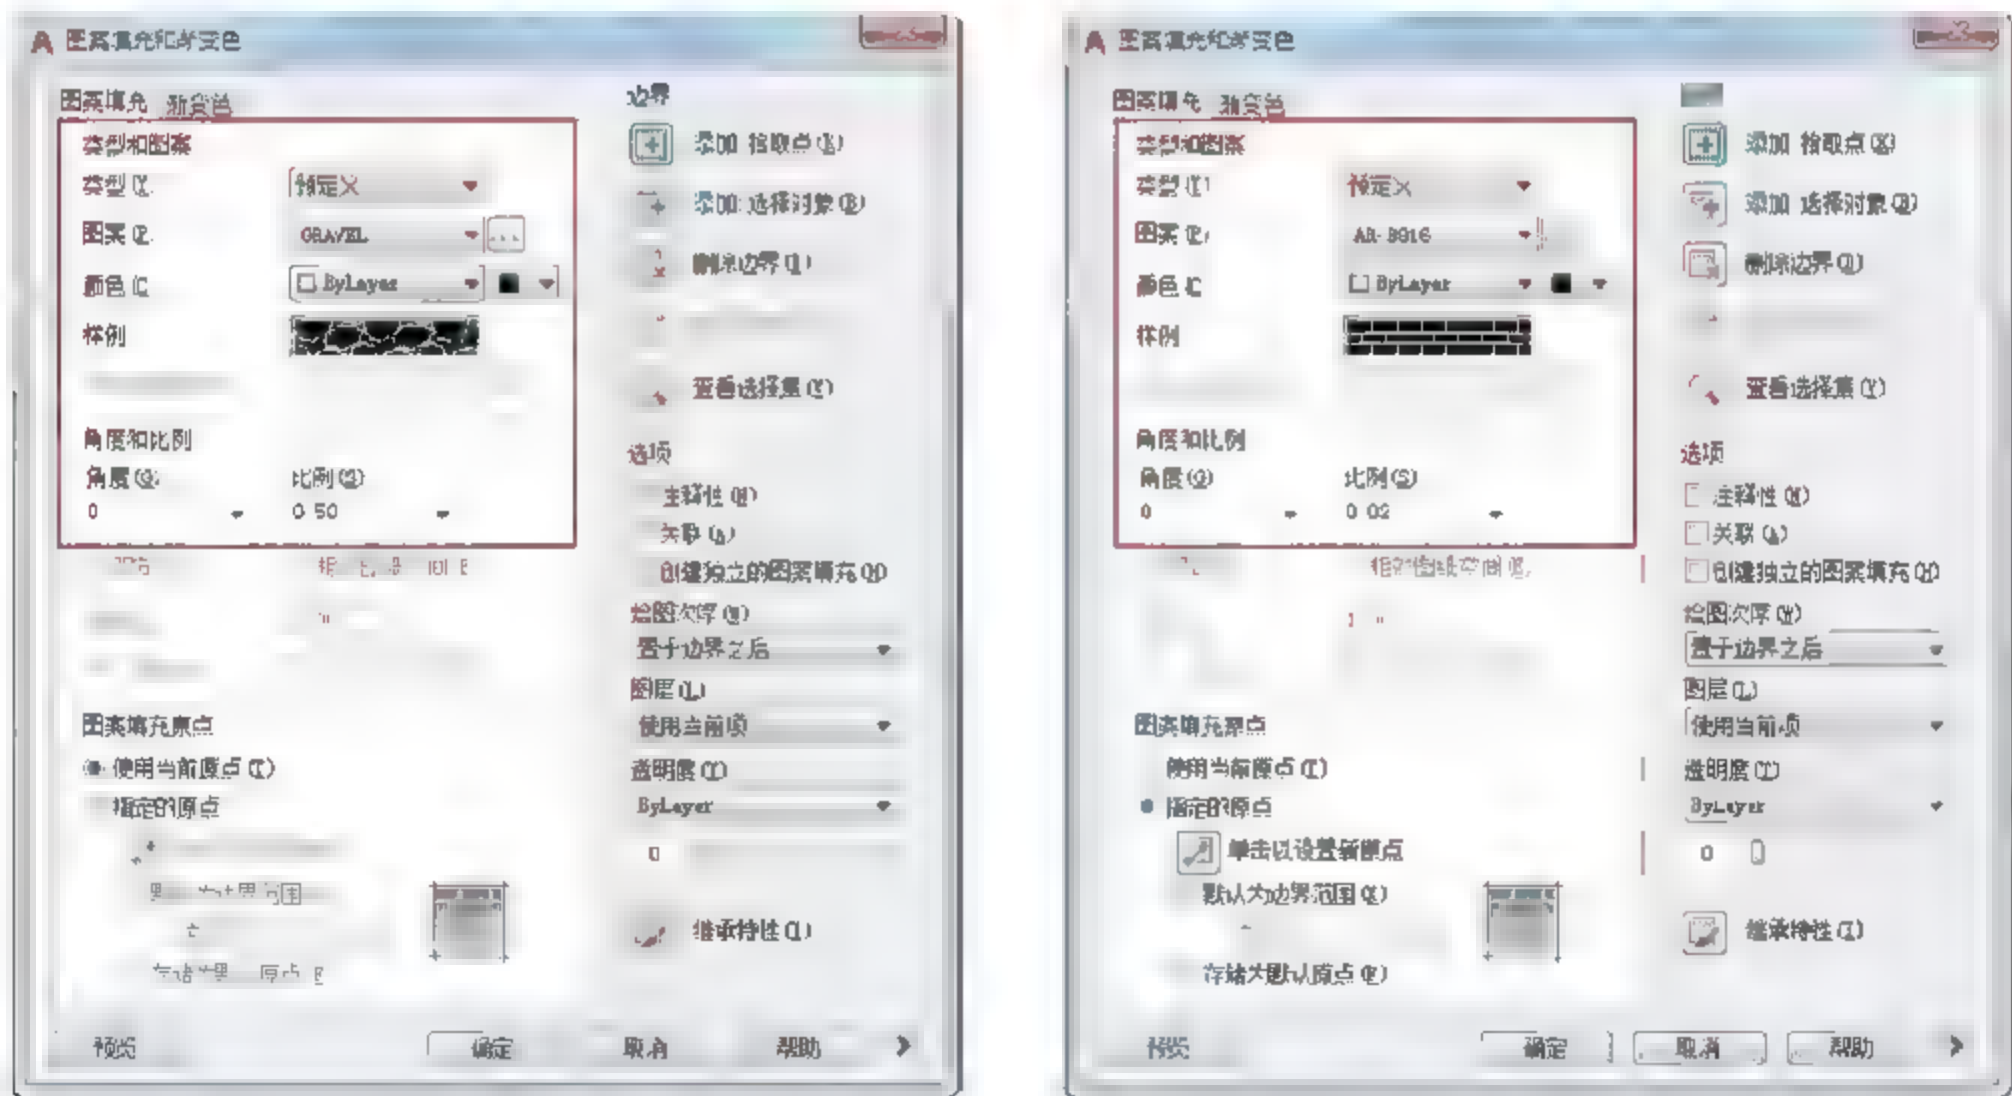 图案填充和渐变色
图案填充 渐变色
类型和图案
类型(Y): 预定义
图案(P): GRAVEL
颜色(C ByLayer
样例
角度和比例
角度(G): 比例(S)
0 0.50
图案填充原点
使用当前原点(T)
指定的原点
预览 确定 取消 帮助
边界
添加 拾取点(K)
添加 选择对象(B)
删除边界(D)
查看选择集(V)
选项
注释性(N)
关联(A)
创建独立的图案填充(H)
绘图次序(W)
置于边界之后
图层(L)
使用当前项
透明度(T)
ByLayer
0
继承特性(I)
图案填充和渐变色
图案填充 渐变色
类型和图案
类型(Y) 预定义
图案(P) AR-B816
颜色(C ByLayer
样例
角度和比例
角度(G) 比例(S)
0 0.02
相对图纸空间(E)
图案填充原点
使用当前原点(T)
指定的原点
单击以设置新原点
默认为边界范围(X)
存储为默认原点(F)
预览 确定 取消 帮助
添加 拾取点(K)
添加 选择对象(B)
删除边界(D)
查看选择集(V)
选项
注释性(N)
关联(A)
创建独立的图案填充(H)
绘图次序(W)
置于边界之后
图层(L)
使用当前项
透明度(T)
ByLayer
0
继承特性(I)